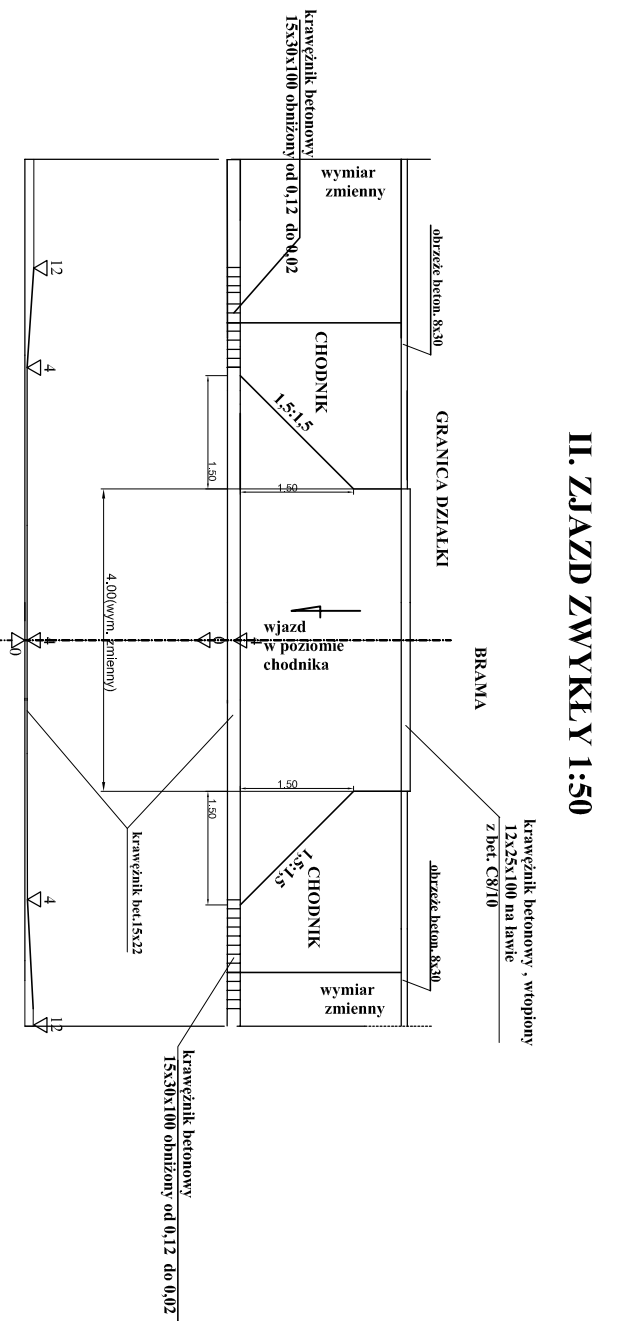 II. ZJAZD ZWYKŁY 1:50
krawężnik betonowy
15x30x100 obniżony od 0,12 do 0,02
wymiar
zmienny
obrzeże beton. 8x30
CHODNIK
1,5:1,5
GRANICA DZIAŁKI
BRAMA
krawężnik betonowy , wtopiony
12x25x100 na ławie
z bet. C8/10
obrzeże beton. 8x30
CHODNIK
1,5:1,5
wymiar
zmienny
wjazd
w poziomie
chodnika
1.50
1.50
1.50
1.50
4.00(wym. zmienny)
krawężnik bet.15x22
krawężnik betonowy
15x30x100 obniżony od 0,12 do 0,02
12
4
4
0
0
4
4
12